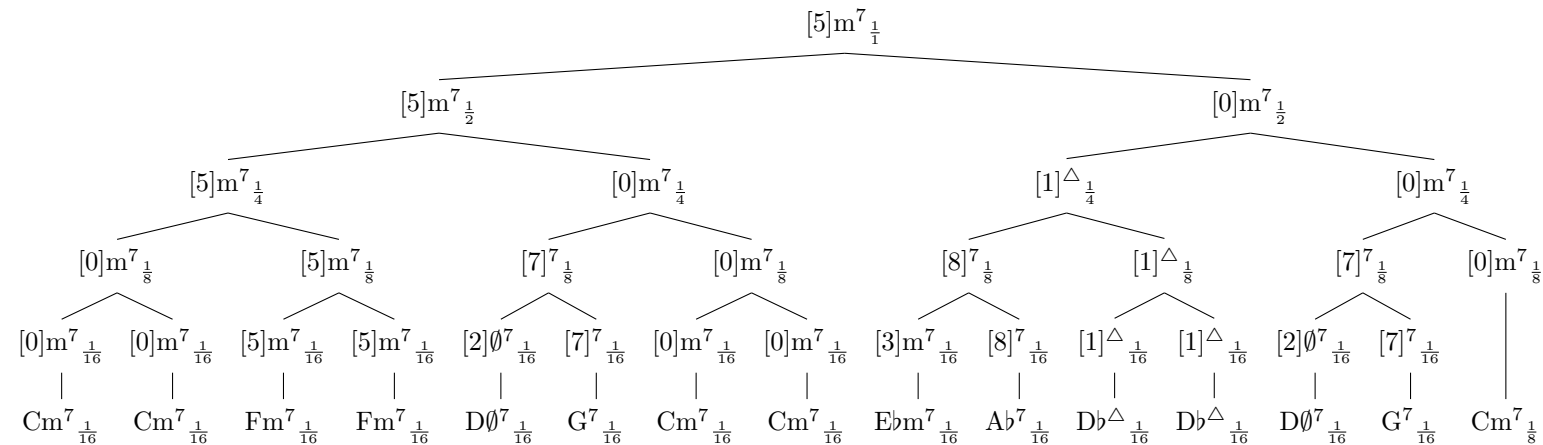 [5]m⁷ 1/1
[5]m⁷ 1/2 [0]m⁷ 1/2
[5]m⁷ 1/4 [0]m⁷ 1/4 [1]△ 1/4 [0]m⁷ 1/4
[0]m⁷ 1/8 [5]m⁷ 1/8 [7]⁷ 1/8 [0]m⁷ 1/8 [8]⁷ 1/8 [1]△ 1/8 [7]⁷ 1/8 [0]m⁷ 1/8
[0]m⁷ 1/16 [0]m⁷ 1/16 [5]m⁷ 1/16 [5]m⁷ 1/16 [2]∅⁷ 1/16 [7]⁷ 1/16 [0]m⁷ 1/16 [0]m⁷ 1/16 [3]m⁷ 1/16 [8]⁷ 1/16 [1]△ 1/16 [1]△ 1/16 [2]∅⁷ 1/16 [7]⁷ 1/16
Cm⁷ 1/16 Cm⁷ 1/16 Fm⁷ 1/16 Fm⁷ 1/16 D∅⁷ 1/16 G⁷ 1/16 Cm⁷ 1/16 Cm⁷ 1/16 E♭m⁷ 1/16 A♭⁷ 1/16 D♭△ 1/16 D♭△ 1/16 D∅⁷ 1/16 G⁷ 1/16 Cm⁷ 1/8